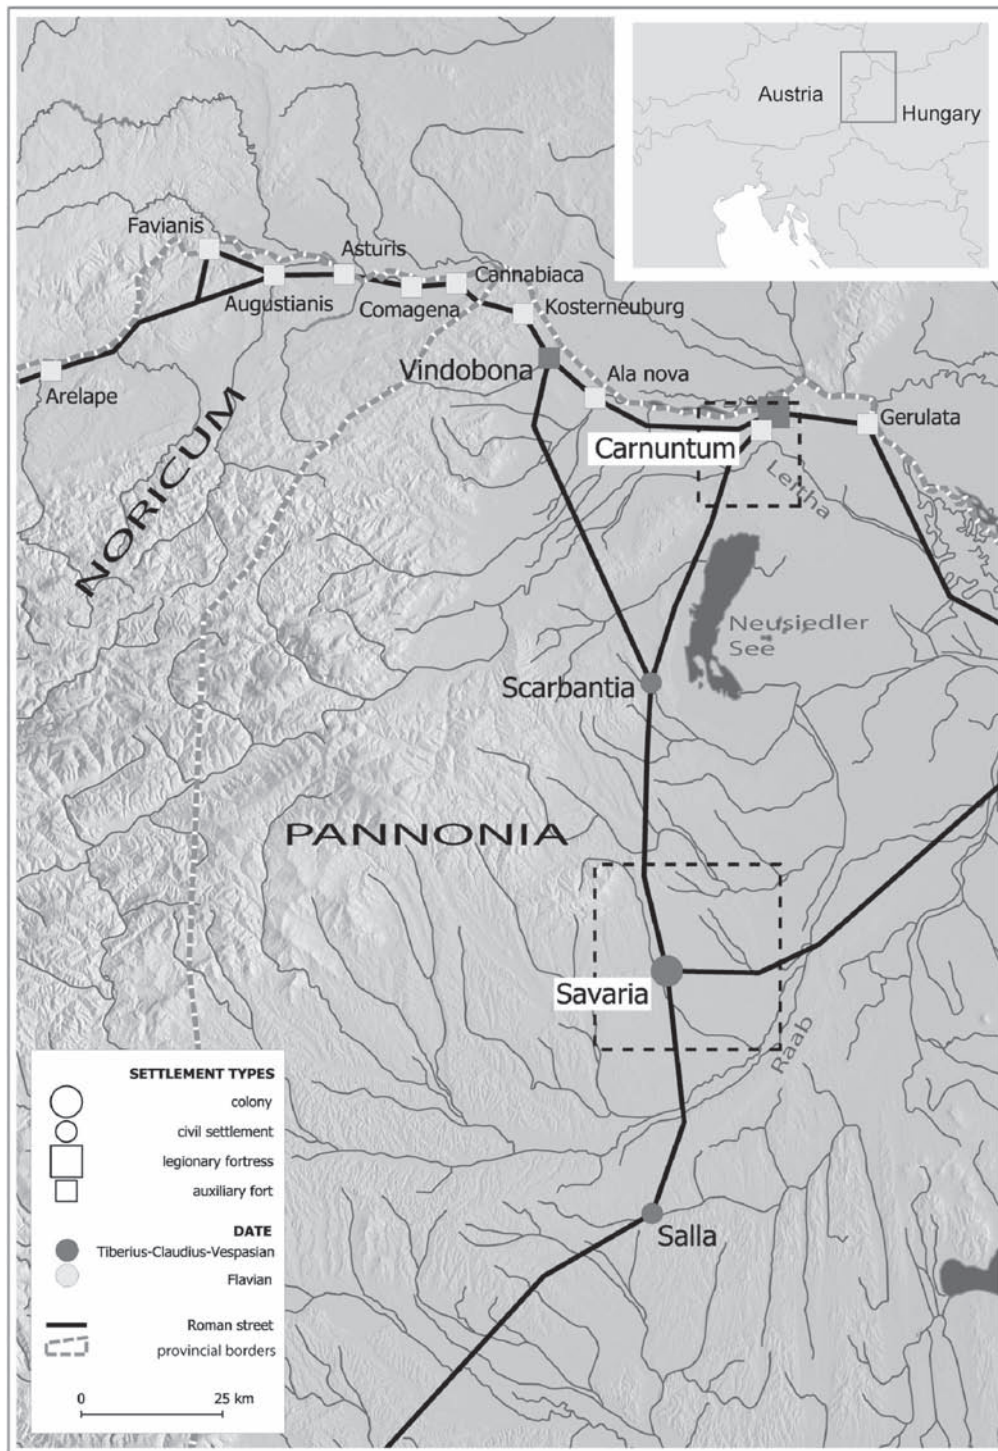 Austria
Hungary
Favianis
Asturis
Cannabiaca
Augustianis
Comagena
Kosterneuburg
Vindobona
Ala nova
Arelape
Gerulata
Carnuntum
NORICUM
Leitha
Neusiedler
See
Scarbantia
PANNONIA
Savaria
Raab
Salla
SETTLEMENT TYPES
colony
civil settlement
legionary fortress
auxiliary fort
DATE
Tiberius-Claudius-Vespasian
Flavian
Roman street
provincial borders
0 25 km